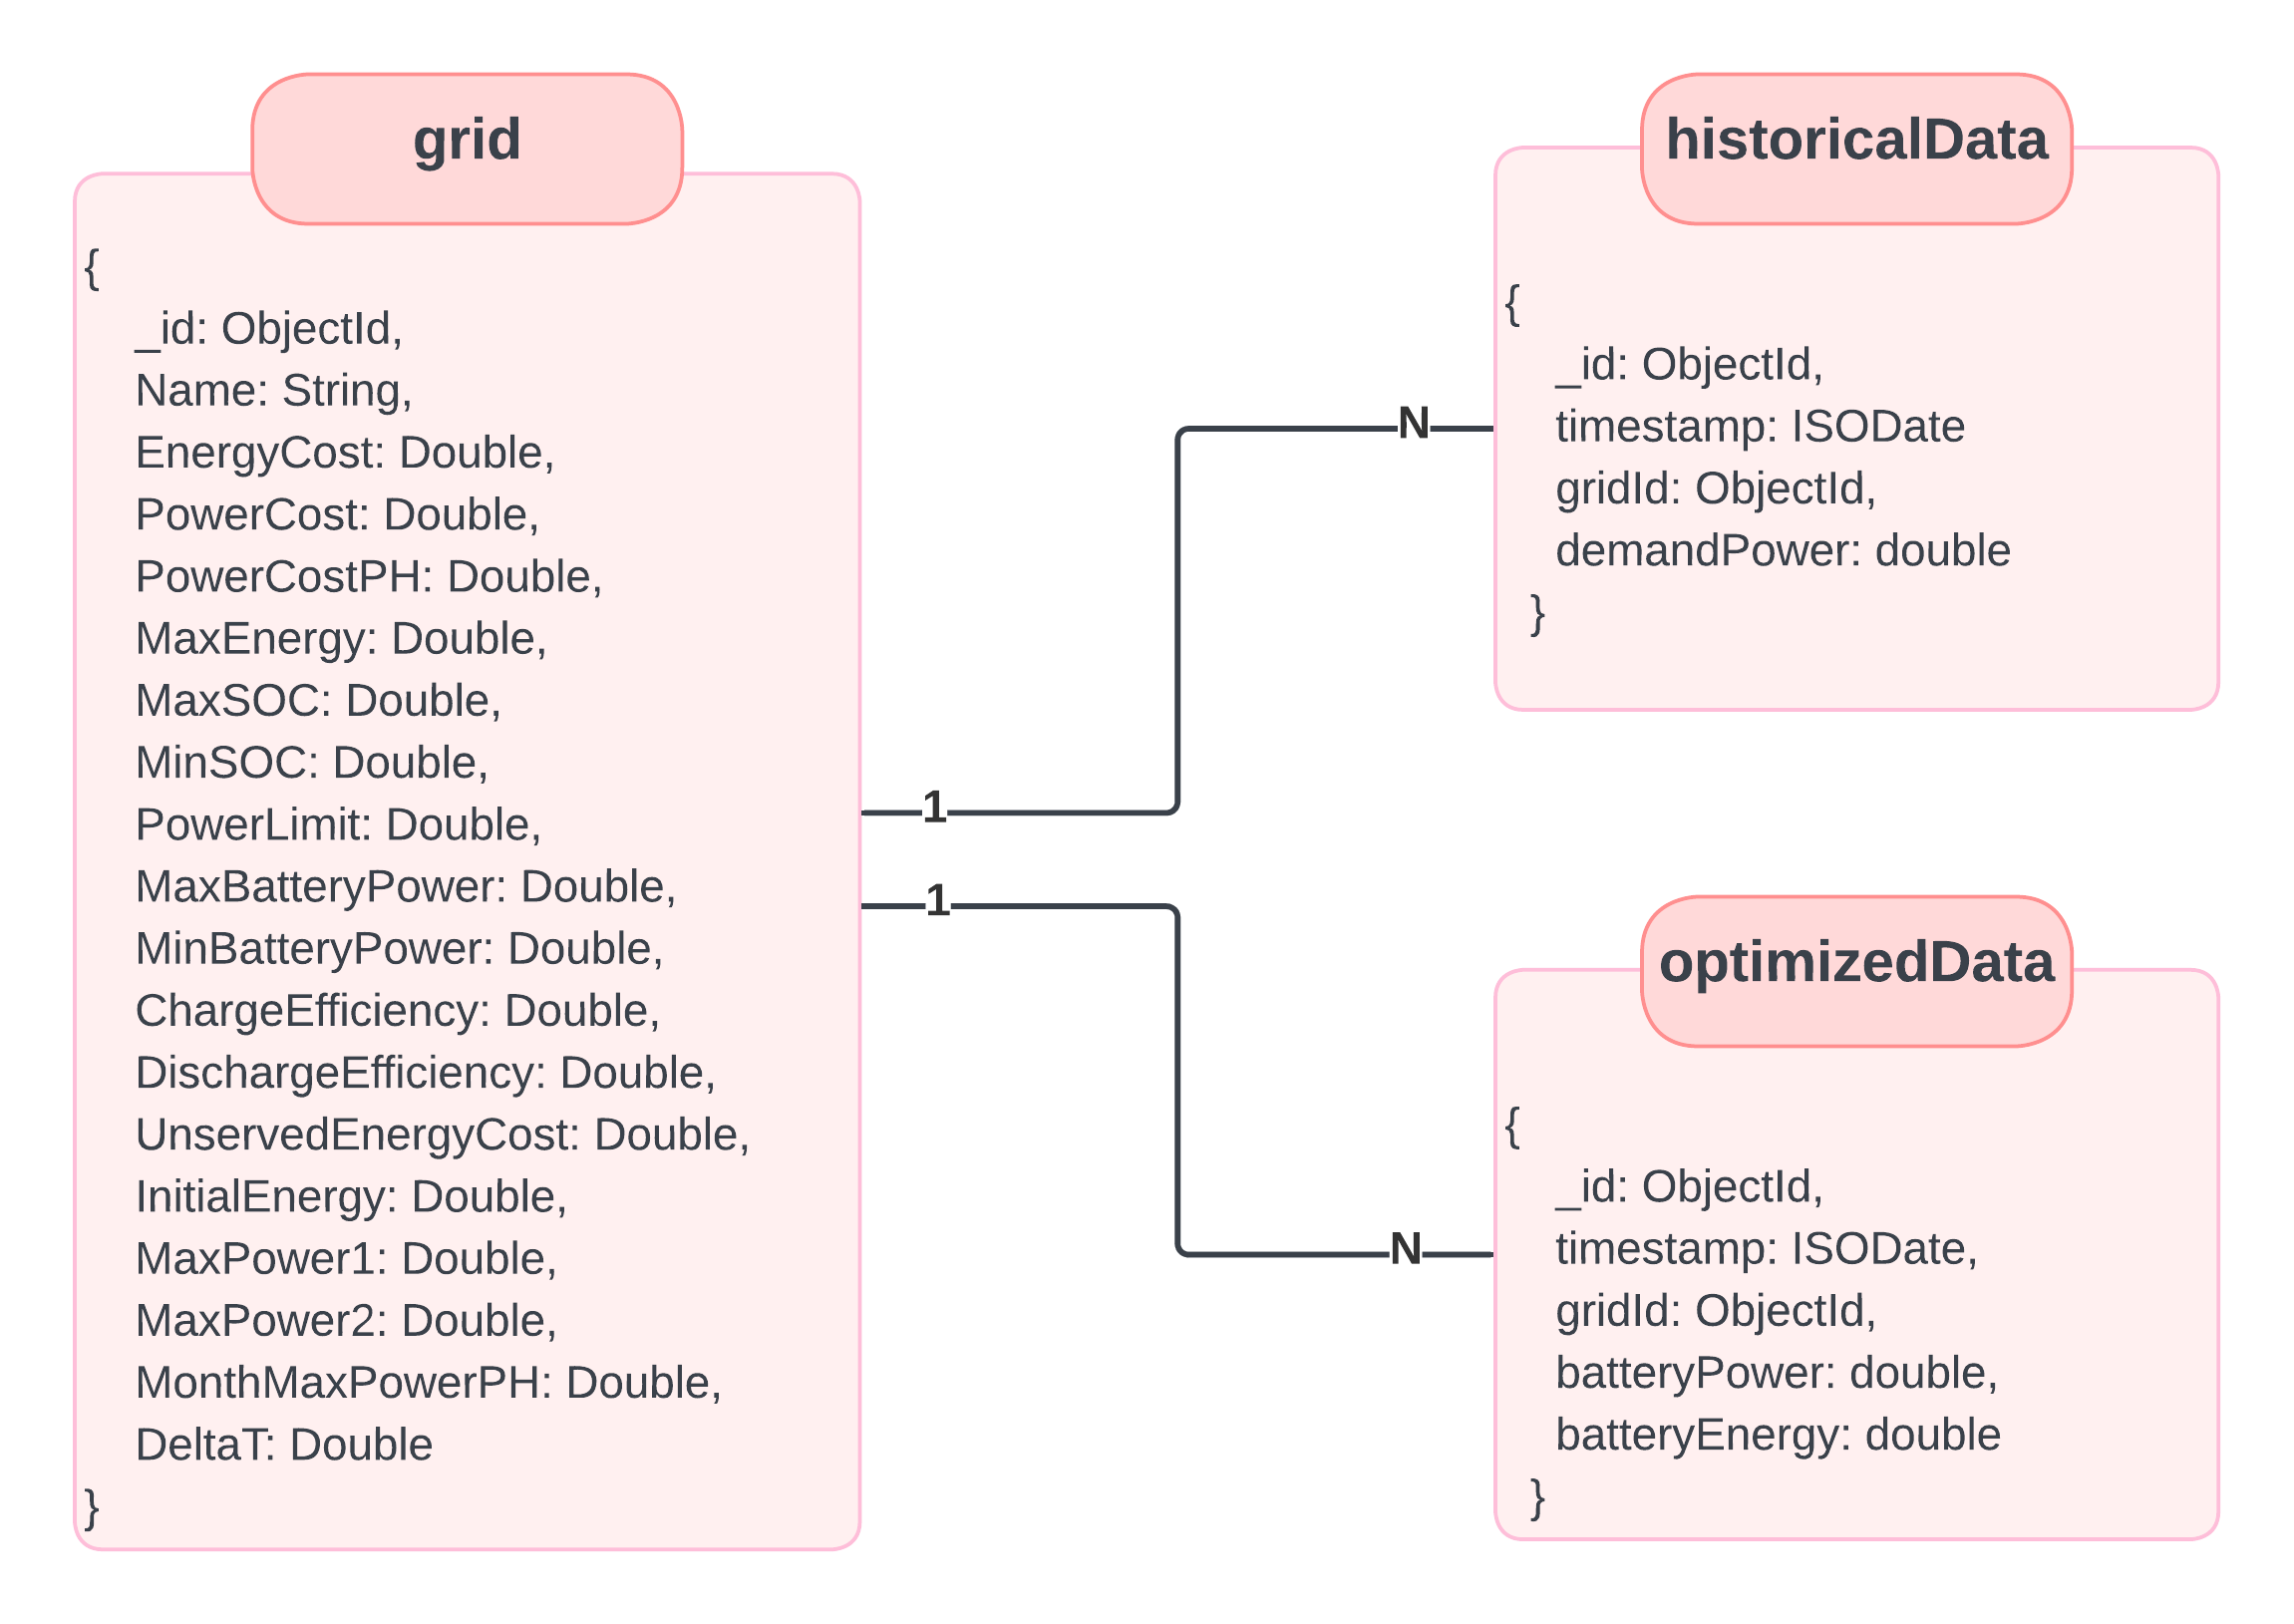 grid
{
_id: ObjectId,
Name: String,
EnergyCost: Double,
PowerCost: Double,
PowerCostPH: Double,
MaxEnergy: Double,
MaxSOC: Double,
MinSOC: Double,
PowerLimit: Double,
MaxBatteryPower: Double,
MinBatteryPower: Double,
ChargeEfficiency: Double,
DischargeEfficiency: Double,
UnservedEnergyCost: Double,
InitialEnergy: Double,
MaxPower1: Double,
MaxPower2: Double,
MonthMaxPowerPH: Double,
DeltaT: Double
}
1
1
N
N
historicalData
{
_id: ObjectId,
timestamp: ISODate
gridId: ObjectId,
demandPower: double
}
optimizedData
{
_id: ObjectId,
timestamp: ISODate,
gridId: ObjectId,
batteryPower: double,
batteryEnergy: double
}